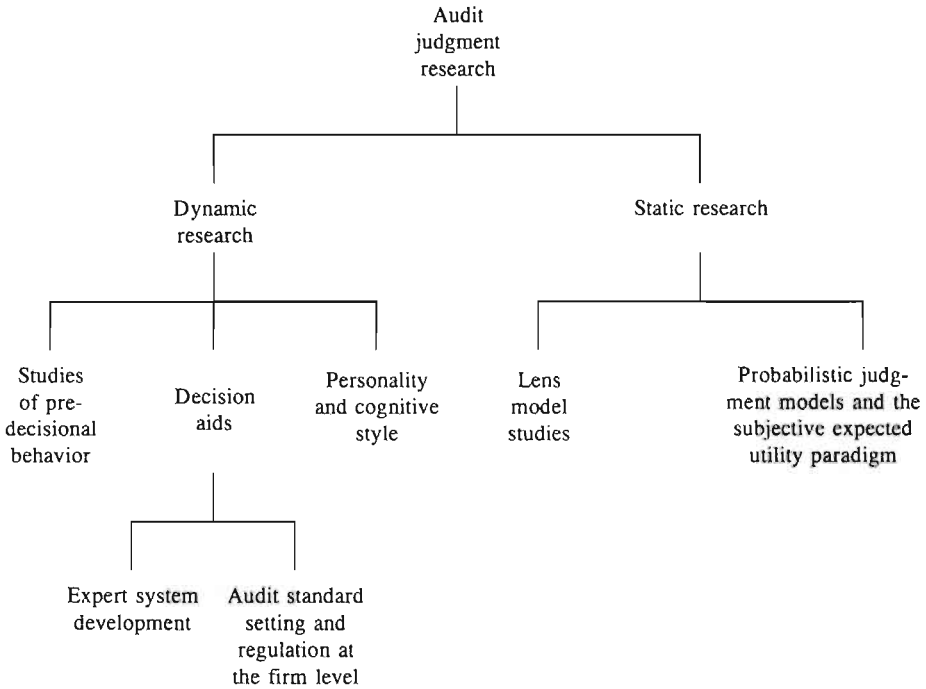 Audit
judgment
research
Dynamic
research
Static research
Studies
of pre-
decisional
behavior
Decision
aids
Personality
and cognitive
style
Lens
model
studies
Probabilistic judg-
ment models and the
subjective expected
utility paradigm
Expert system
development
Audit standard
setting and
regulation at
the firm level